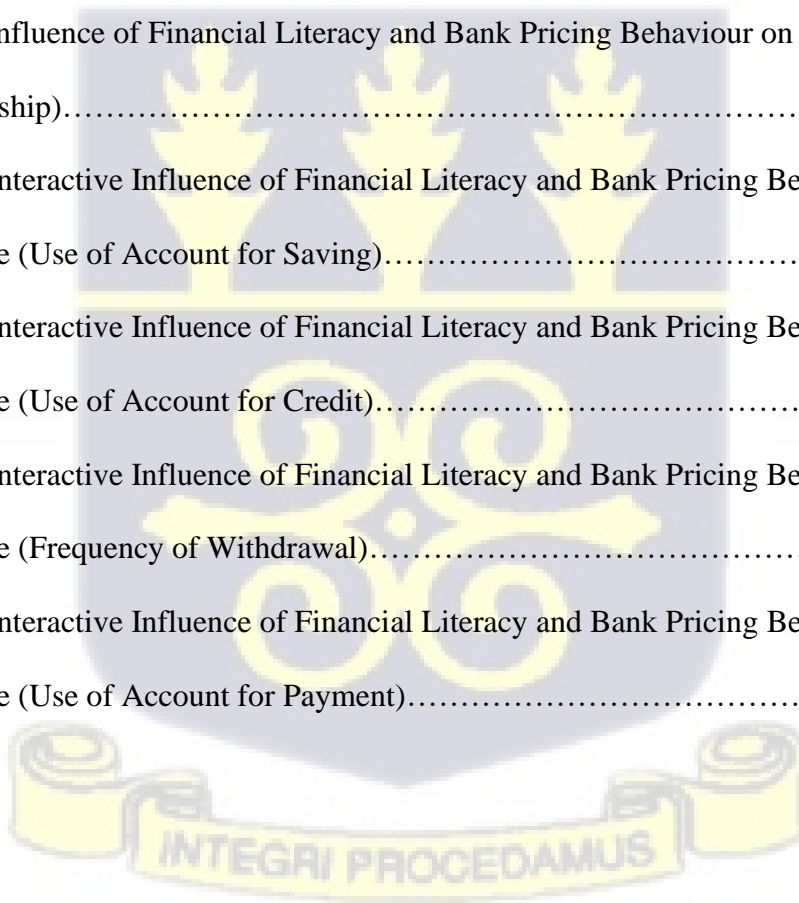 nfluence of Financial Literacy and Bank Pricing Behaviour on
ship)……………………………………………………………
nteractive Influence of Financial Literacy and Bank Pricing Be
e (Use of Account for Saving)……………………………………
nteractive Influence of Financial Literacy and Bank Pricing Be
e (Use of Account for Credit)……………………………………
nteractive Influence of Financial Literacy and Bank Pricing Be
e (Frequency of Withdrawal)……………………………………
nteractive Influence of Financial Literacy and Bank Pricing Be
e (Use of Account for Payment)…………………………………
INTEGRI PROCEDAMUS